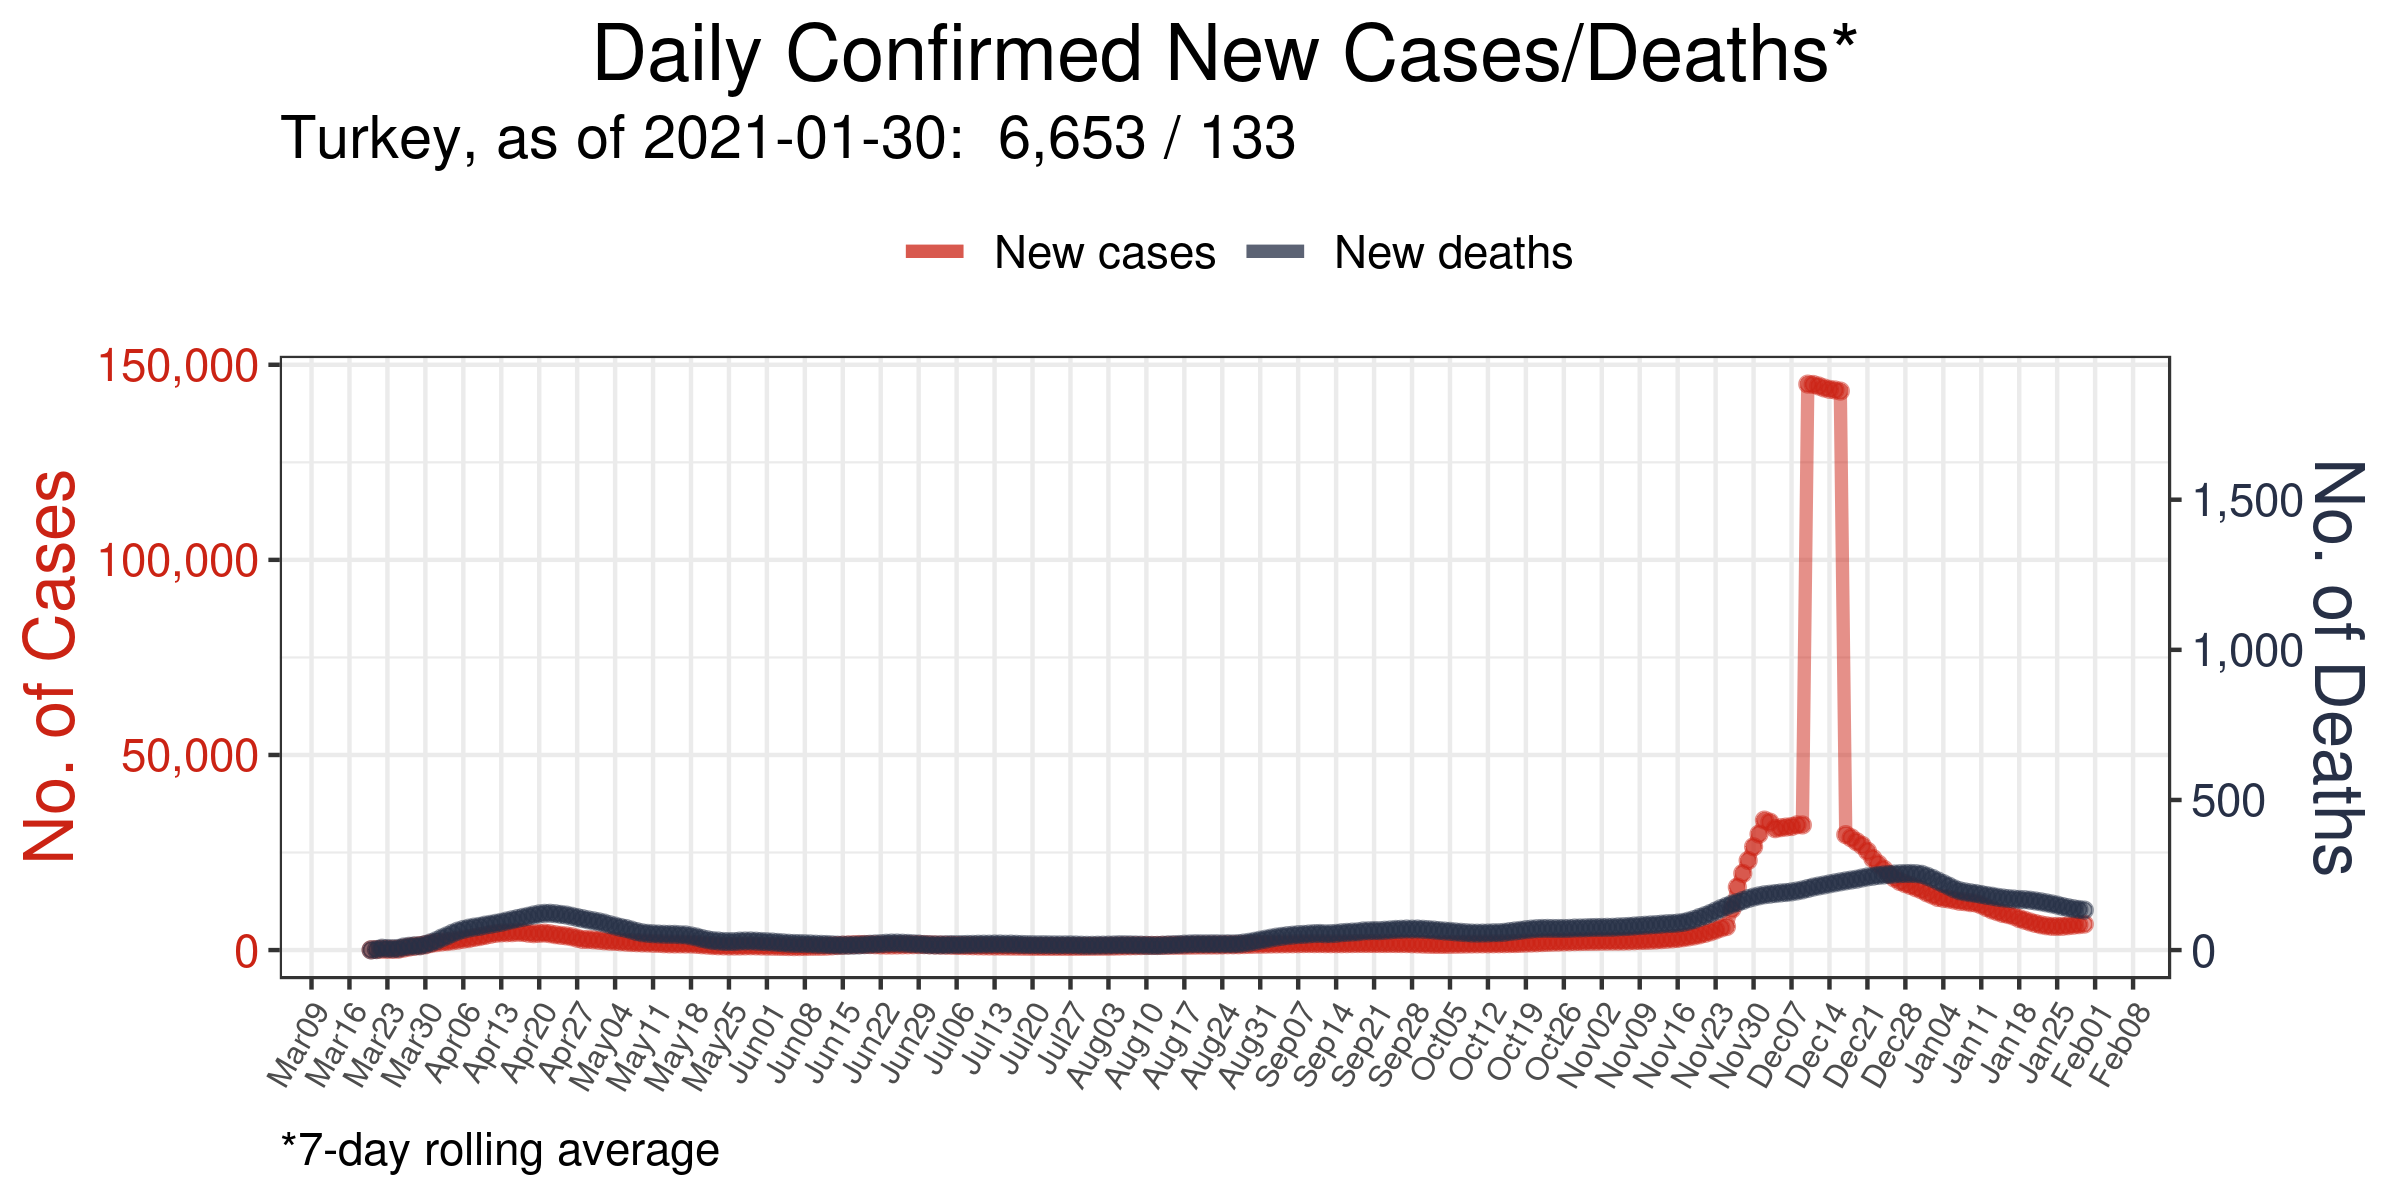 Daily Confirmed New Cases/Deaths*
Turkey, as of 2021-01-30:  6,653 / 133
New cases
New deaths
No. of Cases
150,000
100,000
50,000
0
1,500
1,000
500
0
No. of Deaths
Mar09
Mar16
Mar23
Mar30
Apr06
Apr13
Apr20
Apr27
May04
May11
May18
May25
Jun01
Jun08
Jun15
Jun22
Jun29
Jul06
Jul13
Jul20
Jul27
Aug03
Aug10
Aug17
Aug24
Aug31
Sep07
Sep14
Sep21
Sep28
Oct05
Oct12
Oct19
Oct26
Nov02
Nov09
Nov16
Nov23
Nov30
Dec07
Dec14
Dec21
Dec28
Jan04
Jan11
Jan18
Jan25
Feb01
Feb08
*7-day rolling average